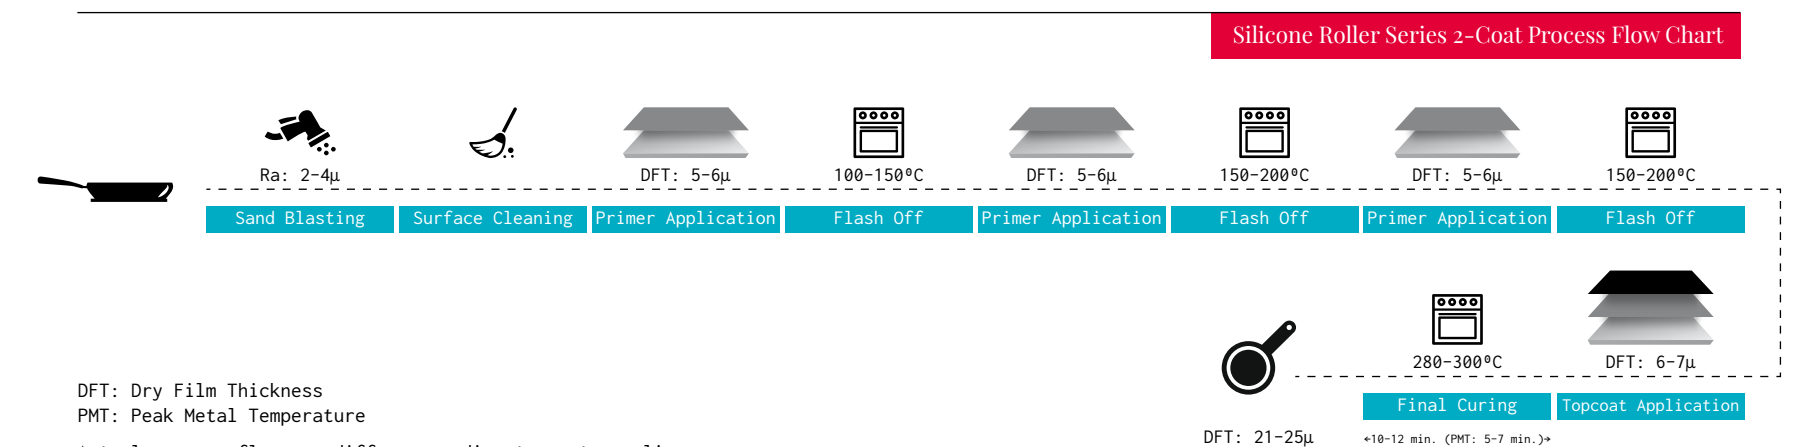 Silicone Roller Series 2-Coat Process Flow Chart
Ra: 2-4µ
DFT: 5-6µ
100-150ºC
DFT: 5-6µ
150-200ºC
DFT: 5-6µ
150-200ºC
Sand Blasting
Surface Cleaning
Primer Application
Flash Off
Primer Application
Flash Off
Primer Application
Flash Off
280-300ºC
DFT: 6-7µ
Final Curing
Topcoat Application
DFT: 21-25µ
←10-12 min. (PMT: 5-7 min.)→
DFT: Dry Film Thickness
PMT: Peak Metal Temperature